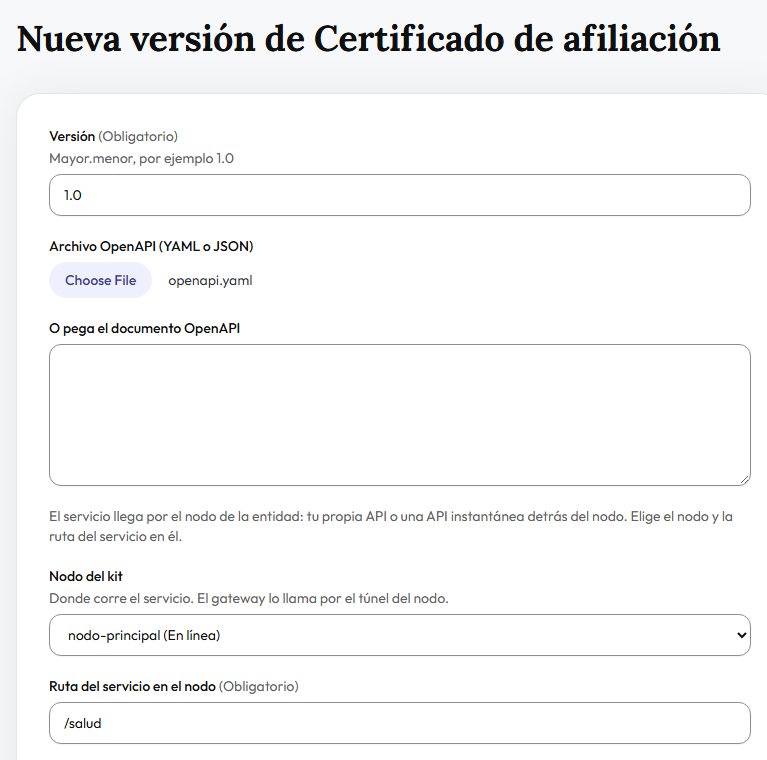 Nueva versión de Certificado de afiliación
Versión (Obligatorio)
Mayor.menor, por ejemplo 1.0
1.0
Archivo OpenAPI (YAML o JSON)
Choose File openapi.yaml
O pega el documento OpenAPI
El servicio llega por el nodo de la entidad: tu propia API o una API instantánea detrás del nodo. Elige el nodo y la
ruta del servicio en él.
Nodo del kit
Donde corre el servicio. El gateway lo llama por el túnel del nodo.
nodo-principal (En línea)
Ruta del servicio en el nodo (Obligatorio)
/salud